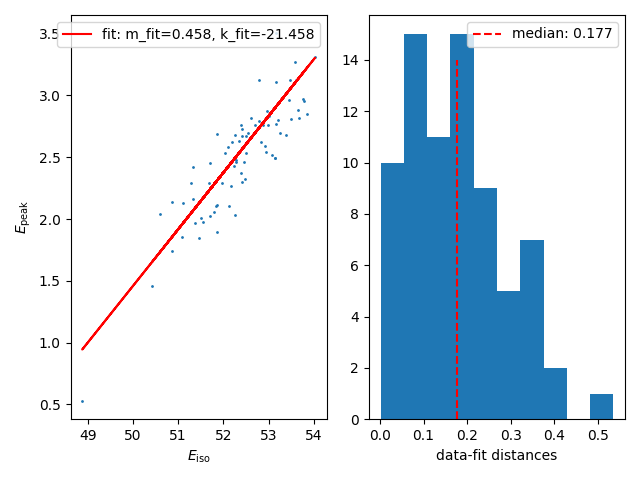 fit: m_fit=0.458, k_fit=-21.458
3.5
3.0
2.5
2.0
1.5
1.0
0.5
E_peak
49 50 51 52 53 54
E_iso
median: 0.177
14
12
10
8
6
4
2
0
0.0 0.1 0.2 0.3 0.4 0.5
data-fit distances